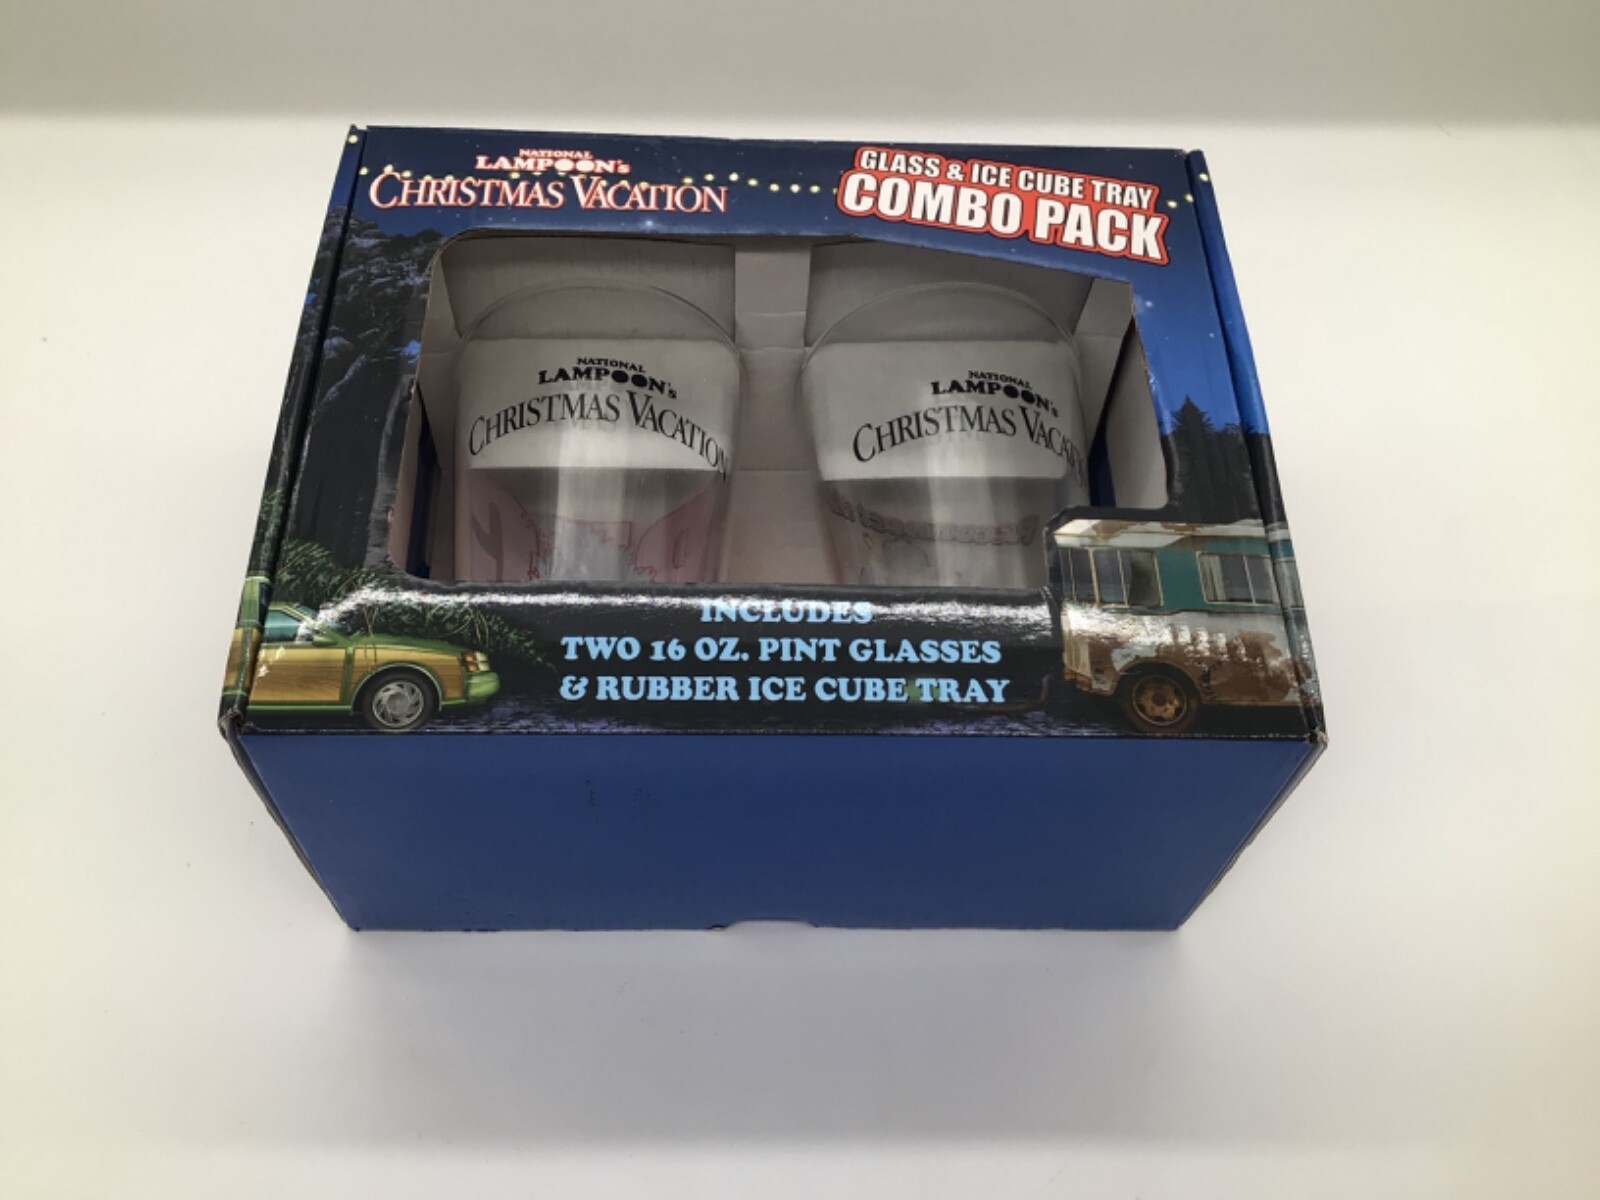 NATIONAL
LAMPOON's
CHRISTMAS VACATION
GLASS & ICE CUBE TRAY
COMBO PACK
NATIONAL
LAMPOON's
CHRISTMAS VACATION
NATIONAL
LAMPOON's
CHRISTMAS VACATI
INCLUDES
TWO 16 OZ. PINT GLASSES
& RUBBER ICE CUBE TRAY